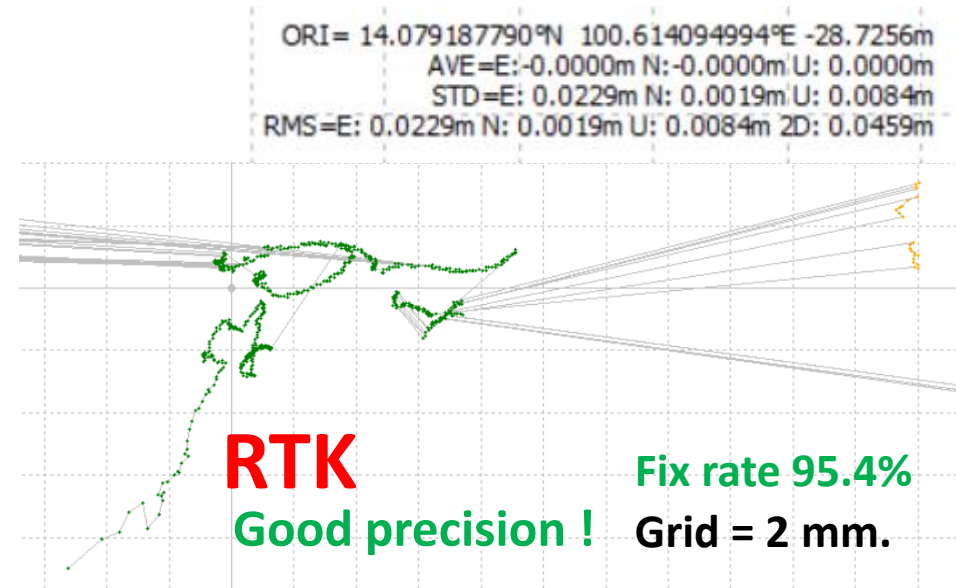 ORI= 14.079187790°N 100.614094994°E -28.7256m
AVE=E:-0.0000m N:-0.0000m U: 0.0000m
STD=E: 0.0229m N: 0.0019m U: 0.0084m
RMS=E: 0.0229m N: 0.0019m U: 0.0084m 2D: 0.0459m
RTK
Fix rate 95.4%
Good precision !
Grid = 2 mm.